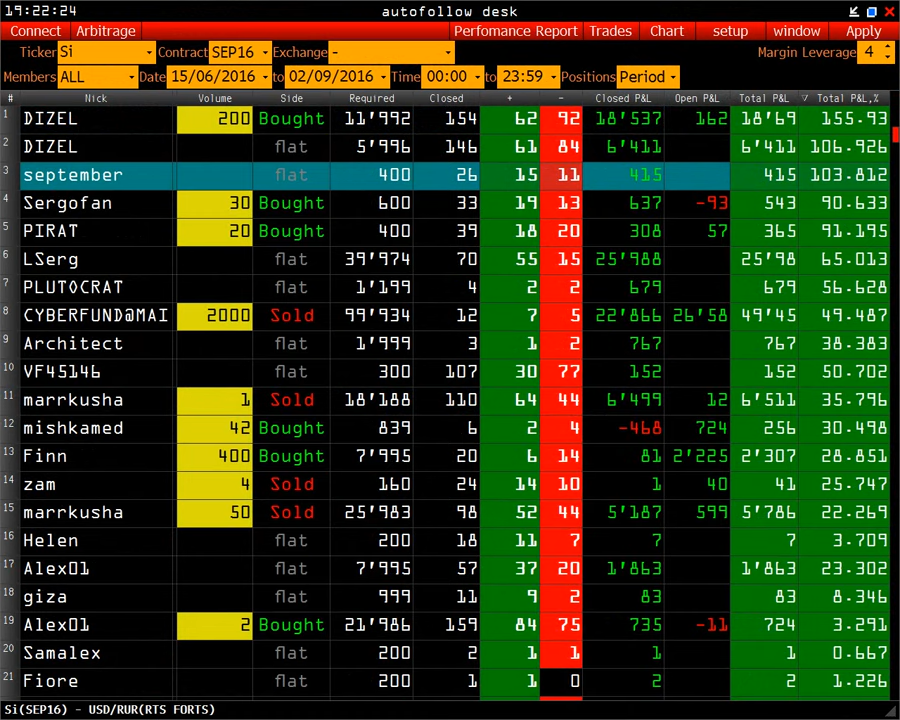 19:22:24 autofollow desk
Connect Arbitrage Perfomance Report Trades Chart setup window Apply
Ticker Si Contract SEP16 Exchange - Margin Leverage 4
Members ALL Date 15/06/2016 to 02/09/2016 Time 00:00 to 23:59 Positions Period
# Nick Volume Side Required Closed + - Closed P&L Open P&L Total P&L ▽ Total P&L,%
1 DIZEL 200 Bought 11'992 154 62 92 18'537 162 18'69 155.93
2 DIZEL flat 5'996 146 61 84 6'411 6'411 106.926
3 september flat 400 26 15 11 415 415 103.812
4 Sergofan 30 Bought 600 33 19 13 637 -93 543 90.633
5 PIRAT 20 Bought 400 39 18 20 308 57 365 91.195
6 LSerg flat 39'974 70 55 15 25'988 25'98 65.013
7 PLUTOCRAT flat 1'199 4 2 2 679 679 56.628
8 CYBERFUND@MAI 2000 Sold 99'934 12 7 5 22'866 26'58 49'45 49.487
9 Architect flat 1'999 3 1 2 767 767 38.383
10 VF45146 flat 300 107 30 77 152 152 50.702
11 marrkusha 1 Sold 18'188 110 64 44 6'499 12 6'511 35.796
12 mishkamed 42 Bought 839 6 2 4 -468 724 256 30.498
13 Finn 400 Bought 7'995 20 6 14 81 2'225 2'307 28.851
14 zam 4 Sold 160 24 14 10 1 40 41 25.747
15 marrkusha 50 Sold 25'983 98 52 44 5'187 599 5'786 22.269
16 Helen flat 200 18 11 7 7 7 3.709
17 Alex01 flat 7'995 57 37 20 1'863 1'863 23.302
18 giza flat 999 11 9 2 83 83 8.346
19 Alex01 2 Bought 21'986 159 84 75 735 -11 724 3.291
20 Samalex flat 200 2 1 1 1 1 0.667
21 Fiore flat 200 1 1 0 2 2 1.226
Si(SEP16) - USD/RUR(RTS FORTS)